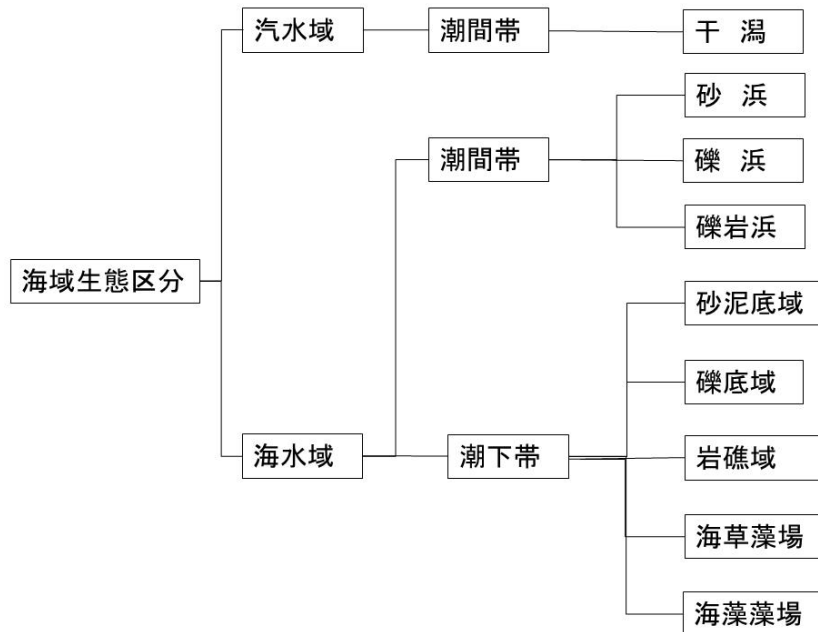 汽水域
潮間帯
干 潟
砂 浜
潮間帯
礫 浜
礫岩浜
海域生態区分
砂泥底域
礫底域
海水域
潮下帯
岩礁域
海草藻場
海藻藻場